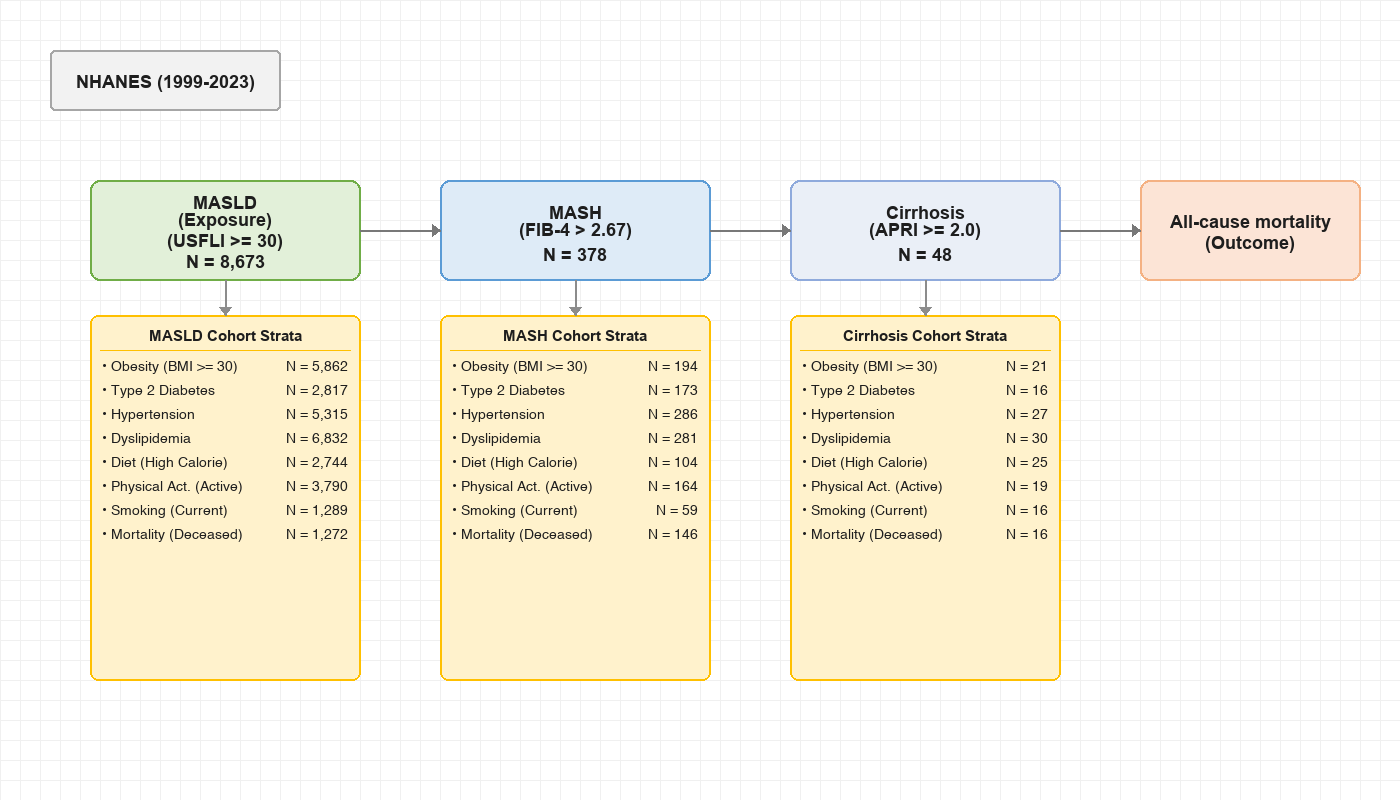 NHANES (1999-2023)
MASLD
(Exposure)
(USFLI >= 30)
N = 8,673
MASH
(FIB-4 > 2.67)
N = 378
Cirrhosis
(APRI >= 2.0)
N = 48
All-cause mortality
(Outcome)
MASLD Cohort Strata
• Obesity (BMI >= 30) N = 5,862
• Type 2 Diabetes N = 2,817
• Hypertension N = 5,315
• Dyslipidemia N = 6,832
• Diet (High Calorie) N = 2,744
• Physical Act. (Active) N = 3,790
• Smoking (Current) N = 1,289
• Mortality (Deceased) N = 1,272
MASH Cohort Strata
• Obesity (BMI >= 30) N = 194
• Type 2 Diabetes N = 173
• Hypertension N = 286
• Dyslipidemia N = 281
• Diet (High Calorie) N = 104
• Physical Act. (Active) N = 164
• Smoking (Current) N = 59
• Mortality (Deceased) N = 146
Cirrhosis Cohort Strata
• Obesity (BMI >= 30) N = 21
• Type 2 Diabetes N = 16
• Hypertension N = 27
• Dyslipidemia N = 30
• Diet (High Calorie) N = 25
• Physical Act. (Active) N = 19
• Smoking (Current) N = 16
• Mortality (Deceased) N = 16